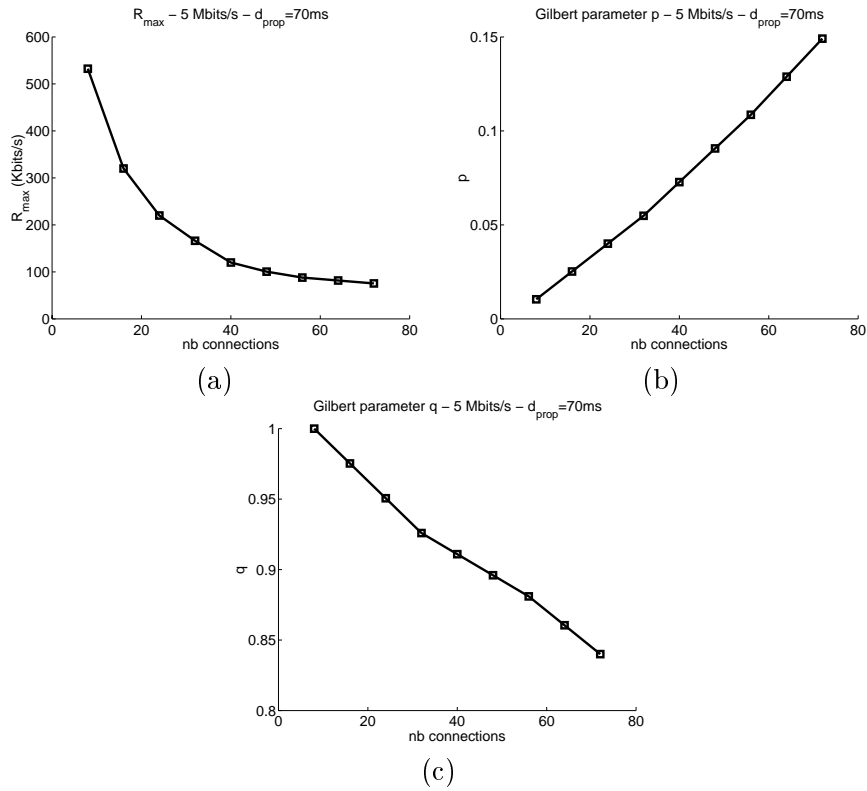 R_max − 5 Mbits/s − d_prop=70ms
600
500
400
300
200
100
0
R_max (Kbits/s)
0 20 40 60 80
nb connections
(a)
Gilbert parameter p − 5 Mbits/s − d_prop=70ms
0.15
0.1
0.05
0
p
0 20 40 60 80
nb connections
(b)
Gilbert parameter q − 5 Mbits/s − d_prop=70ms
1
0.95
0.9
0.85
0.8
q
0 20 40 60 80
nb connections
(c)